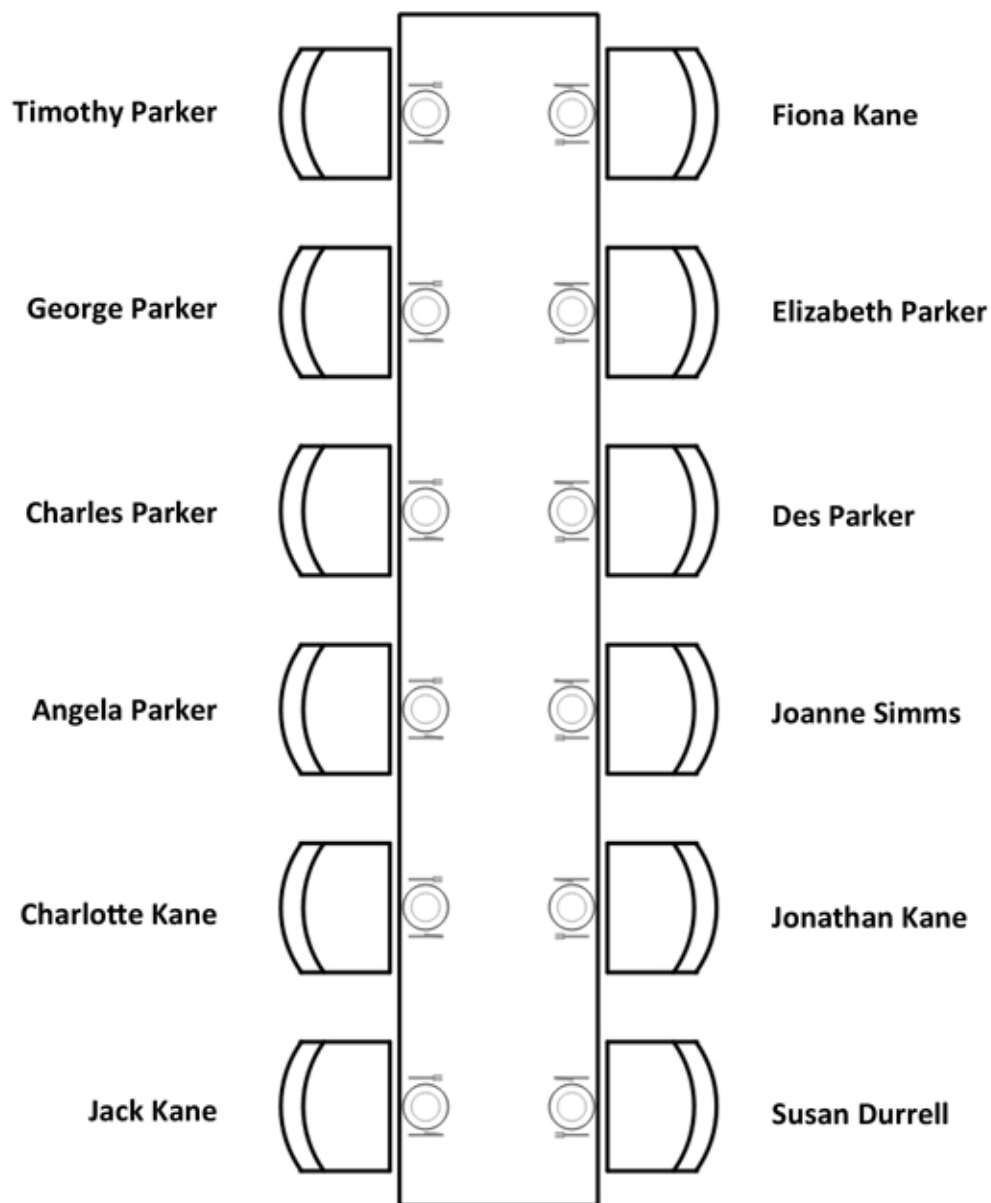 Timothy Parker
Fiona Kane
George Parker
Elizabeth Parker
Charles Parker
Des Parker
Angela Parker
Joanne Simms
Charlotte Kane
Jonathan Kane
Jack Kane
Susan Durrell